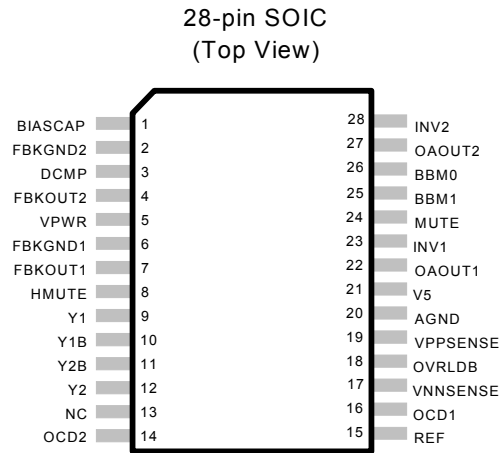 28-pin SOIC
(Top View)
BIASCAP 1 28 INV2
FBKGND2 2 27 OAOUT2
DCMP 3 26 BBM0
FBKOUT2 4 25 BBM1
VPWR 5 24 MUTE
FBKGND1 6 23 INV1
FBKOUT1 7 22 OAOUT1
HMUTE 8 21 V5
Y1 9 20 AGND
Y1B 10 19 VPPSENSE
Y2B 11 18 OVRLDB
Y2 12 17 VNNSENSE
NC 13 16 OCD1
OCD2 14 15 REF